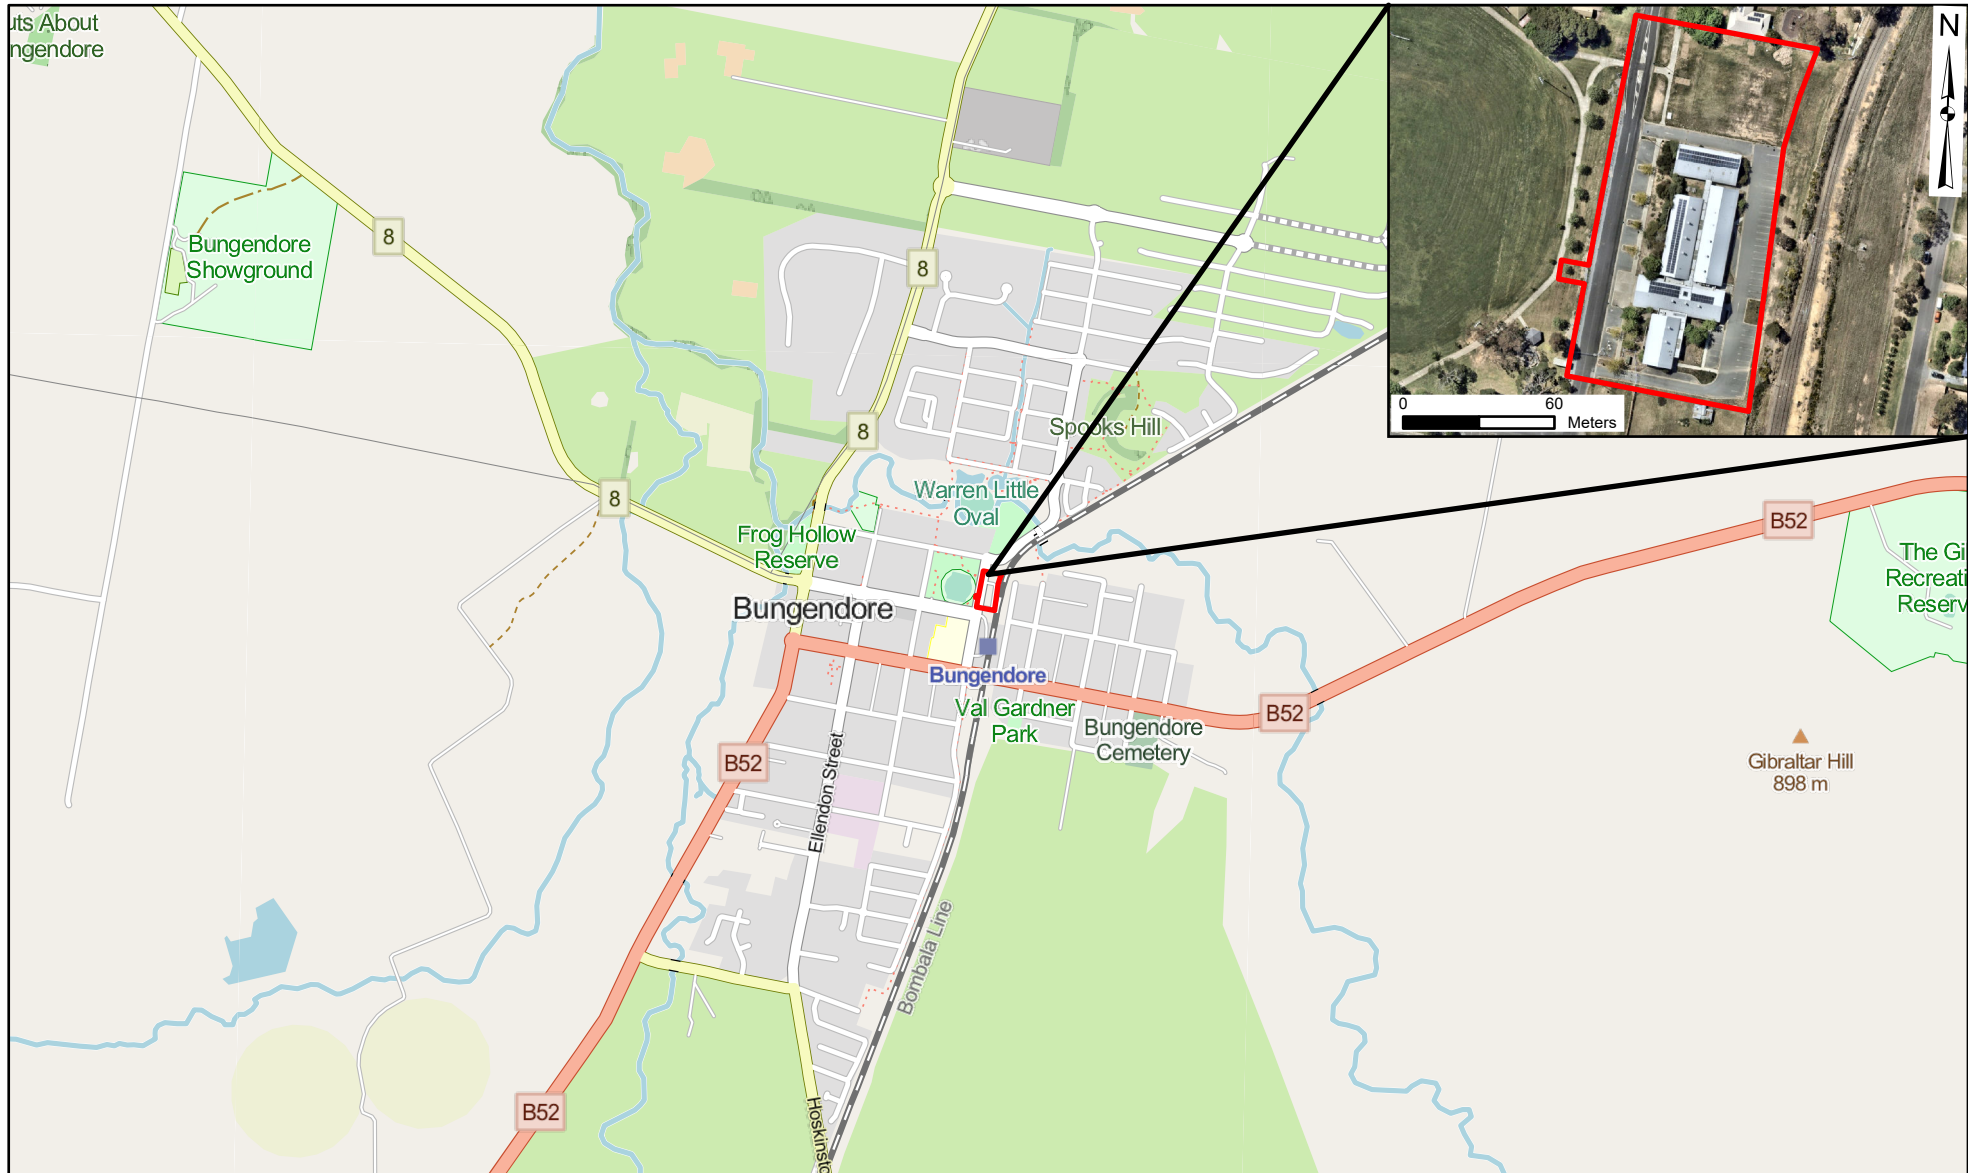 uts About
ngendore
N
Bungendore
Showground
8
8
0
60
Meters
8
Spooks Hill
8
Warren Little
Oval
B52
Frog Hollow
Reserve
The Gi
Recreati
Reserv
Bungendore
Bungendore
Val Gardner
Park
B52
Bungendore
Cemetery
B52
Gibraltar Hill
898 m
Ellendon Street
Bombala Line
B52
Hoskinsto